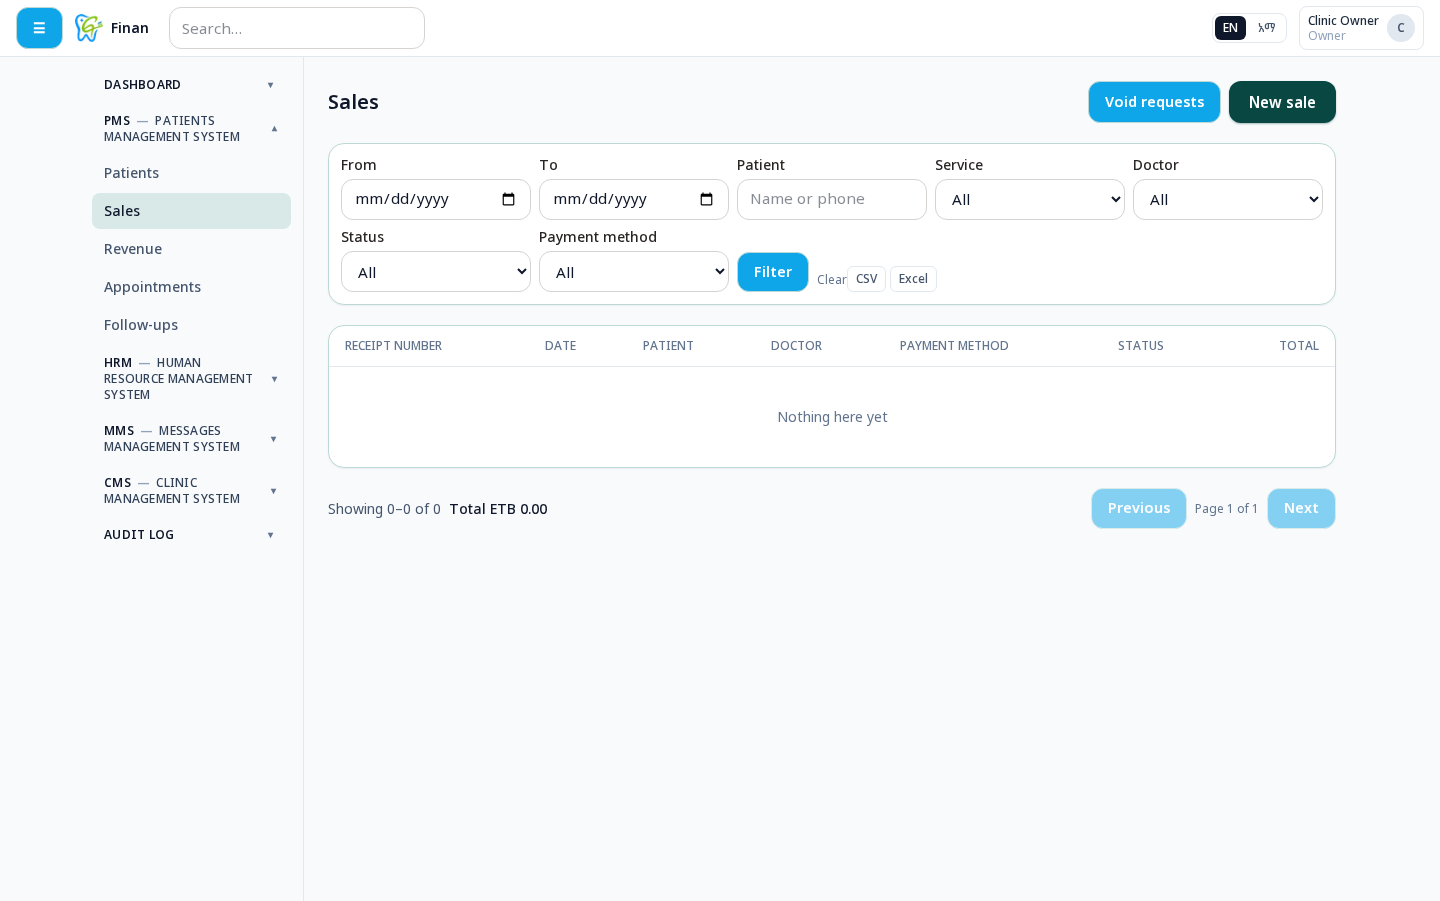 ☰ Finan Search... EN አማ Clinic Owner
Owner C
DASHBOARD ▼
PMS — PATIENTS
MANAGEMENT SYSTEM ▲
Patients
Sales
Revenue
Appointments
Follow-ups
HRM — HUMAN
RESOURCE MANAGEMENT ▼
SYSTEM
MMS — MESSAGES
MANAGEMENT SYSTEM ▼
CMS — CLINIC
MANAGEMENT SYSTEM ▼
AUDIT LOG ▼
Sales Void requests New sale
From To Patient Service Doctor
mm/dd/yyyy mm/dd/yyyy Name or phone All All
Status Payment method
All All Filter Clear CSV Excel
RECEIPT NUMBER DATE PATIENT DOCTOR PAYMENT METHOD STATUS TOTAL
Nothing here yet
Showing 0–0 of 0 Total ETB 0.00 Previous Page 1 of 1 Next